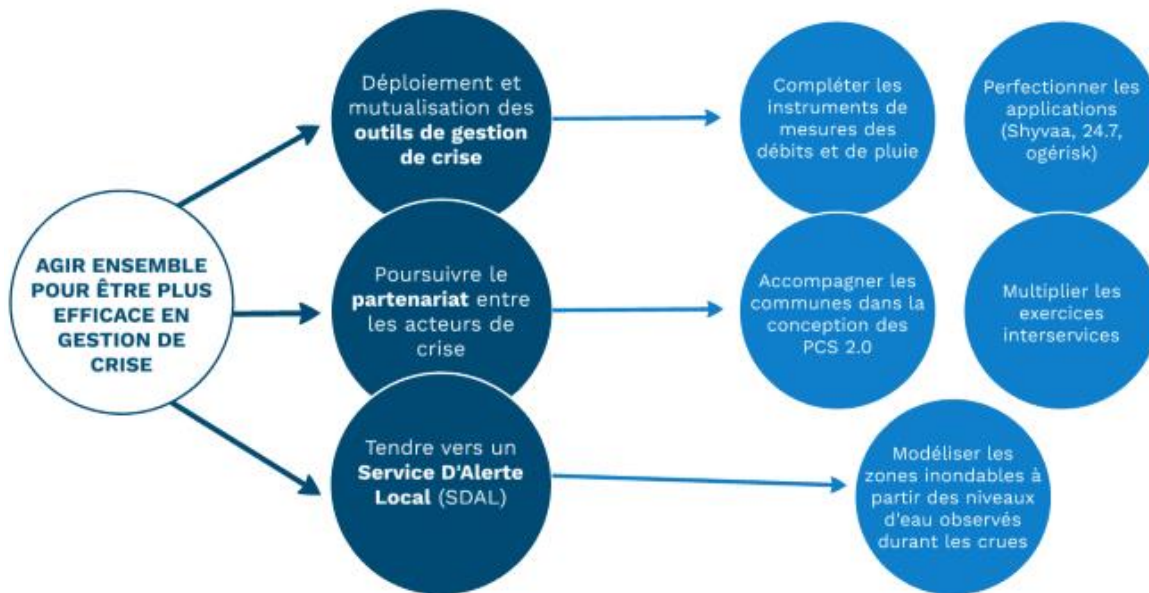 AGIR ENSEMBLE
POUR ÊTRE PLUS
EFFICACE EN
GESTION DE
CRISE
Déploiement et
mutualisation des
outils de gestion
de crise
Compléter les
instruments de
mesures des
débits et de pluie
Perfectionner les
applications
(Shyvaa, 24.7,
ogérisk)
Poursuivre le
partenariat entre
les acteurs de
crise
Accompagner les
communes dans la
conception des
PCS 2.0
Multiplier les
exercices
interservices
Tendre vers un
Service D'Alerte
Local (SDAL)
Modéliser les
zones inondables à
partir des niveaux
d'eau observés
durant les crues